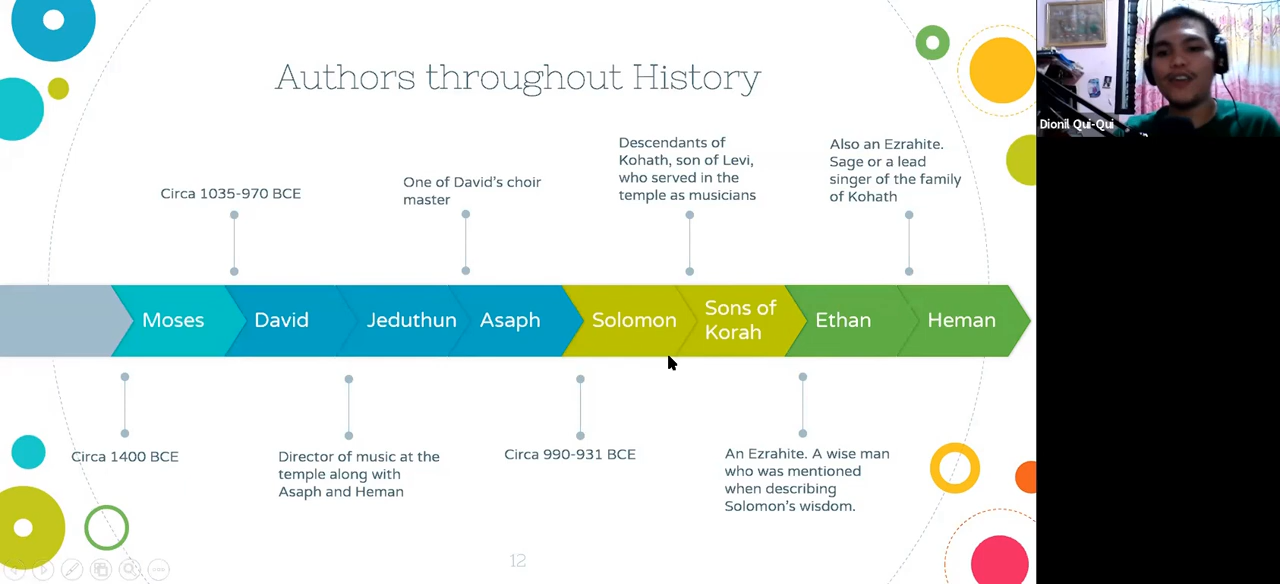 Authors throughout History
Dionil Qui-Qui
Circa 1035-970 BCE
One of David's choir
master
Descendants of
Kohath, son of Levi,
who served in the
temple as musicians
Also an Ezrahite.
Sage or a lead
singer of the family
of Kohath
Moses
David
Jeduthun
Asaph
Solomon
Sons of
Korah
Ethan
Heman
Circa 1400 BCE
Director of music at the
temple along with
Asaph and Heman
Circa 990-931 BCE
An Ezrahite. A wise man
who was mentioned
when describing
Solomon's wisdom.
12